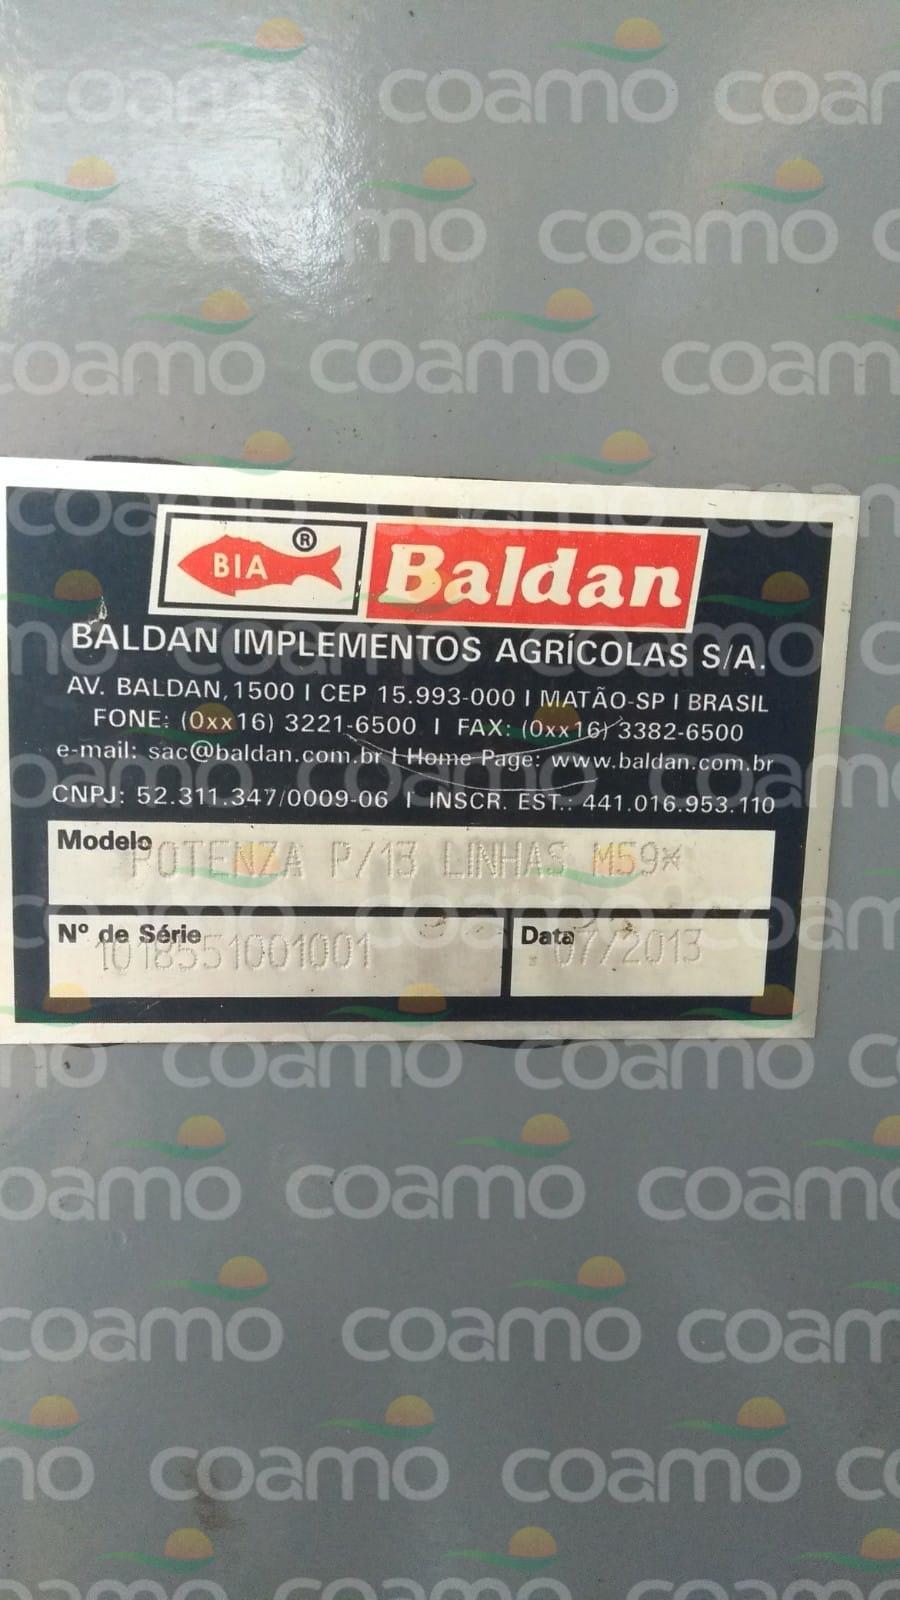 BIA ® Baldan
BALDAN IMPLEMENTOS AGRÍCOLAS S/A.
AV. BALDAN, 1500 I CEP 15.993-000 I MATÃO-SP I BRASIL
FONE: (0xx16) 3221-6500 I FAX: (0xx16) 3382-6500
e-mail: sac@baldan.com.br I Home Page: www.baldan.com.br
CNPJ: 52.311.347/0009-06 I INSCR. EST.: 441.016.953.110
Modelo POTENZA P/13 LINHAS M59*
Nº de Série 1018551001001 Data 07/2013
coamo